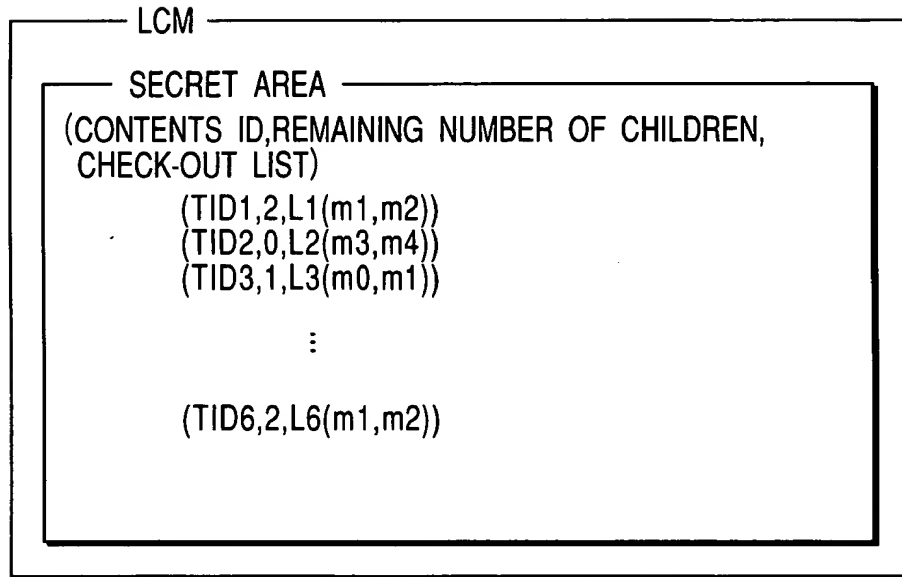 LCM
SECRET AREA
(CONTENTS ID,REMAINING NUMBER OF CHILDREN,
CHECK-OUT LIST)
(TID1,2,L1(m1,m2))
(TID2,0,L2(m3,m4))
(TID3,1,L3(m0,m1))
⋮
(TID6,2,L6(m1,m2))